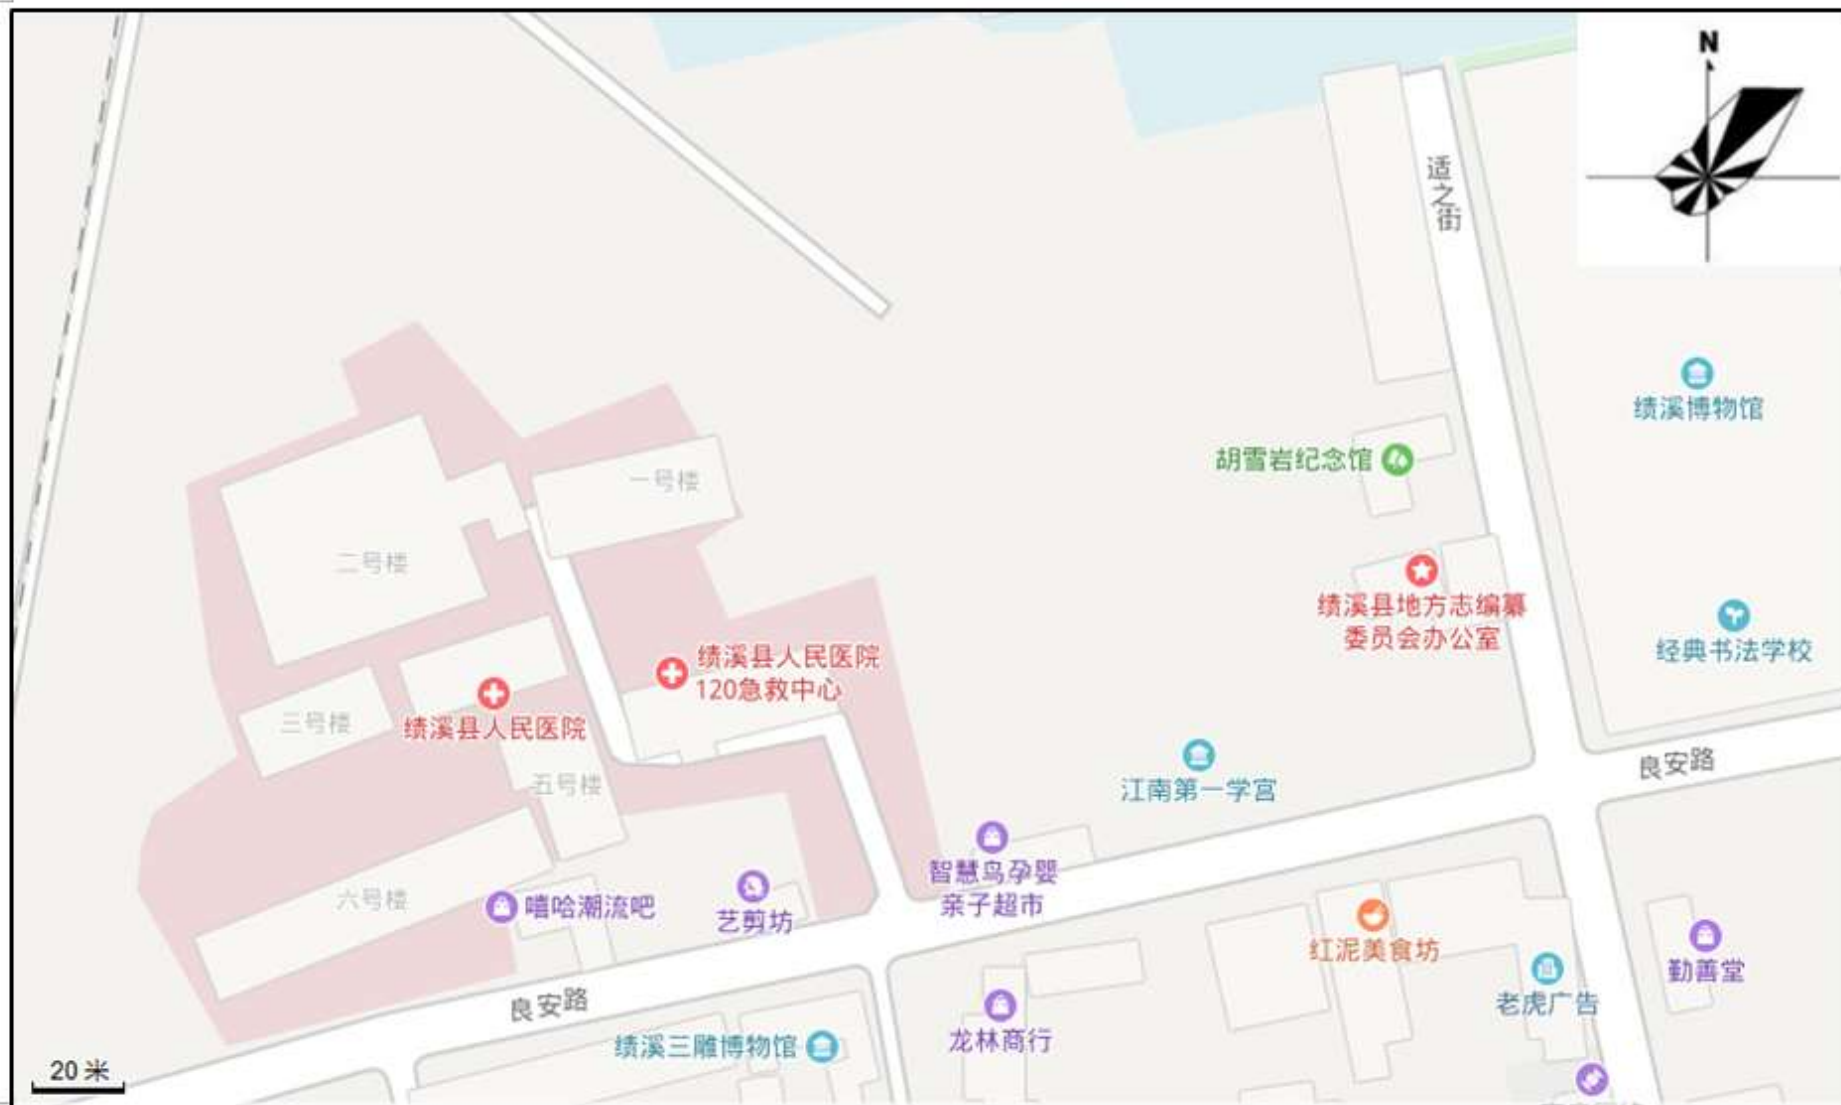 N
适之街
绩溪博物馆
胡雪岩纪念馆
一号楼
二号楼
绩溪县地方志编纂
委员会办公室
经典书法学校
绩溪县人民医院
120急救中心
三号楼
绩溪县人民医院
江南第一学宫
良安路
五号楼
智慧鸟孕婴
亲子超市
六号楼
嘻哈潮流吧
艺剪坊
红泥美食坊
勤善堂
老虎广告
良安路
龙林商行
绩溪三雕博物馆
20 米